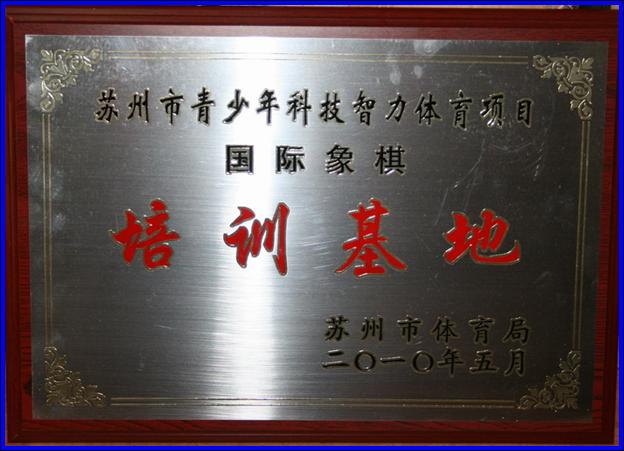 苏州市青少年科技智力体育项目
国际象棋
培训基地
苏州市体育局
二〇一〇年五月